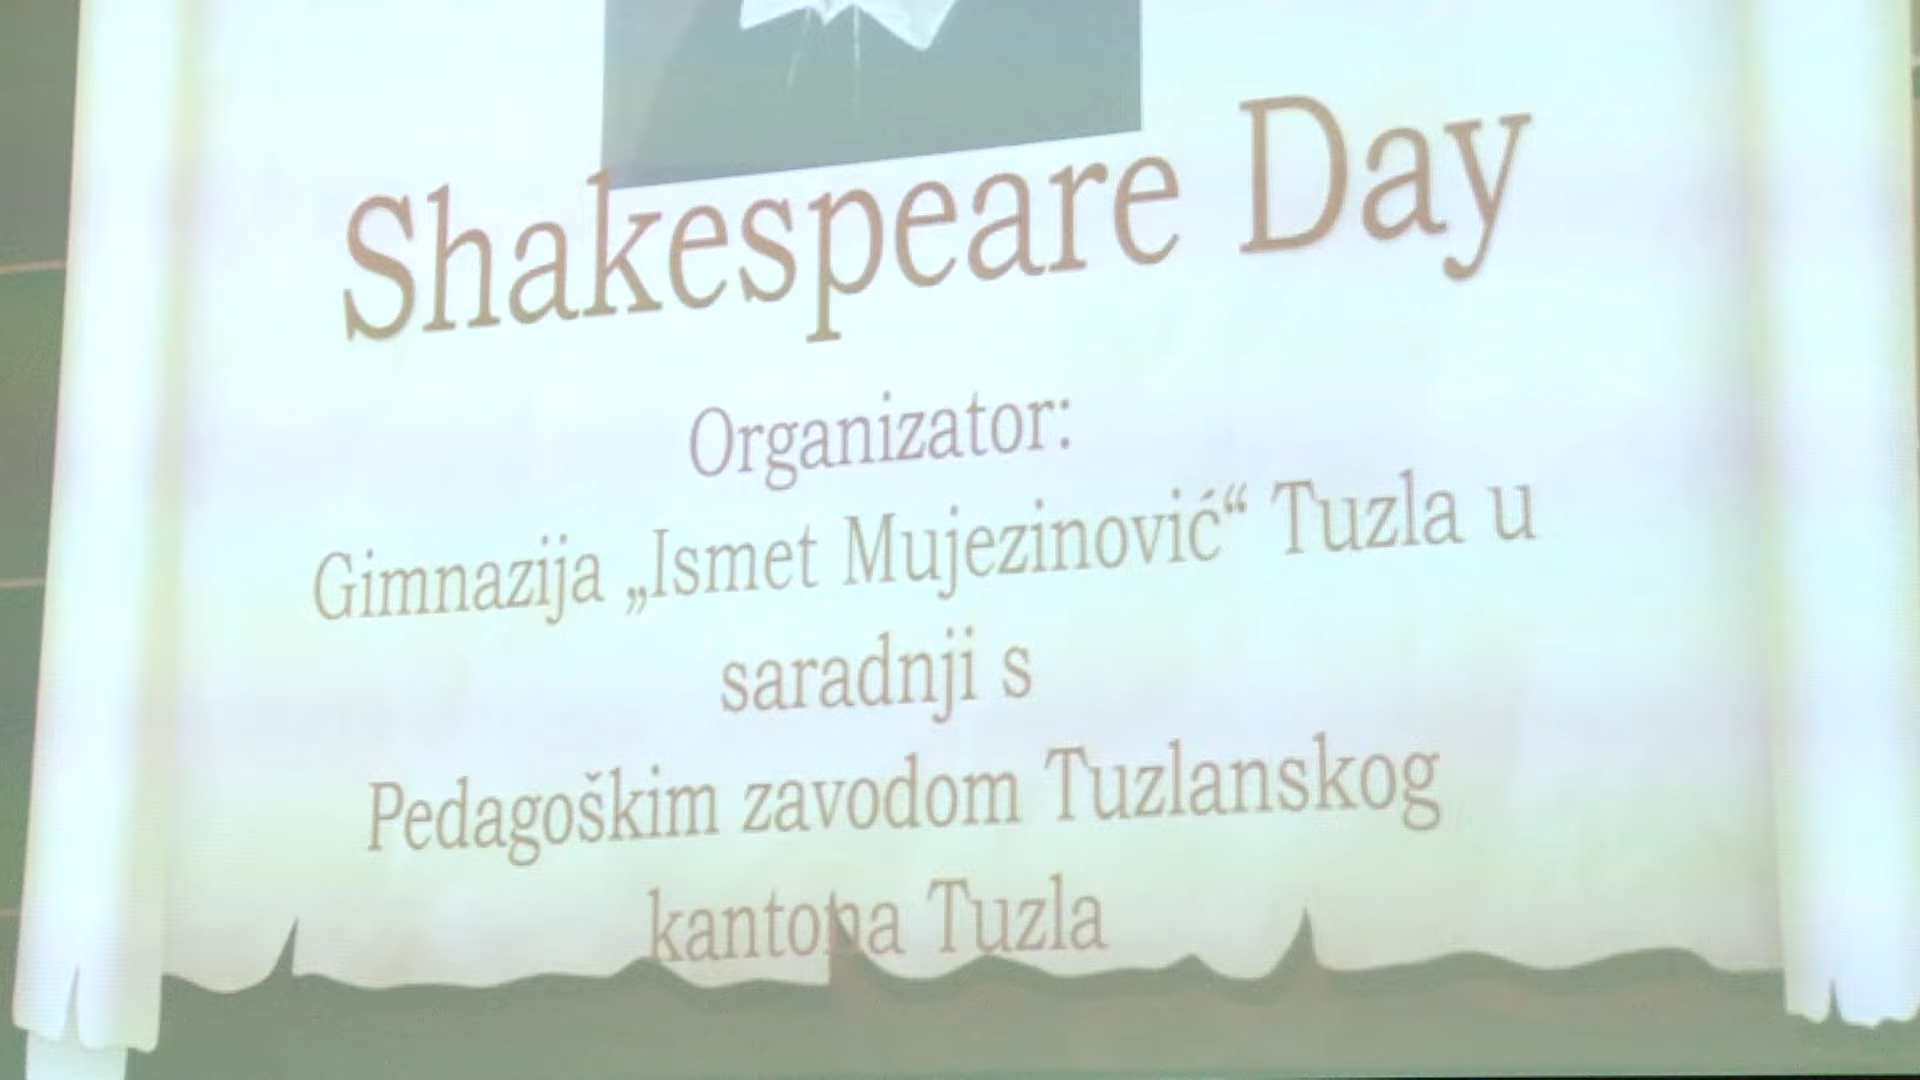 Shakespeare Day
Organizator:
Gimnazija „Ismet Mujezinović“ Tuzla u
saradnji s
Pedagoškim zavodom Tuzlanskog
kantona Tuzla